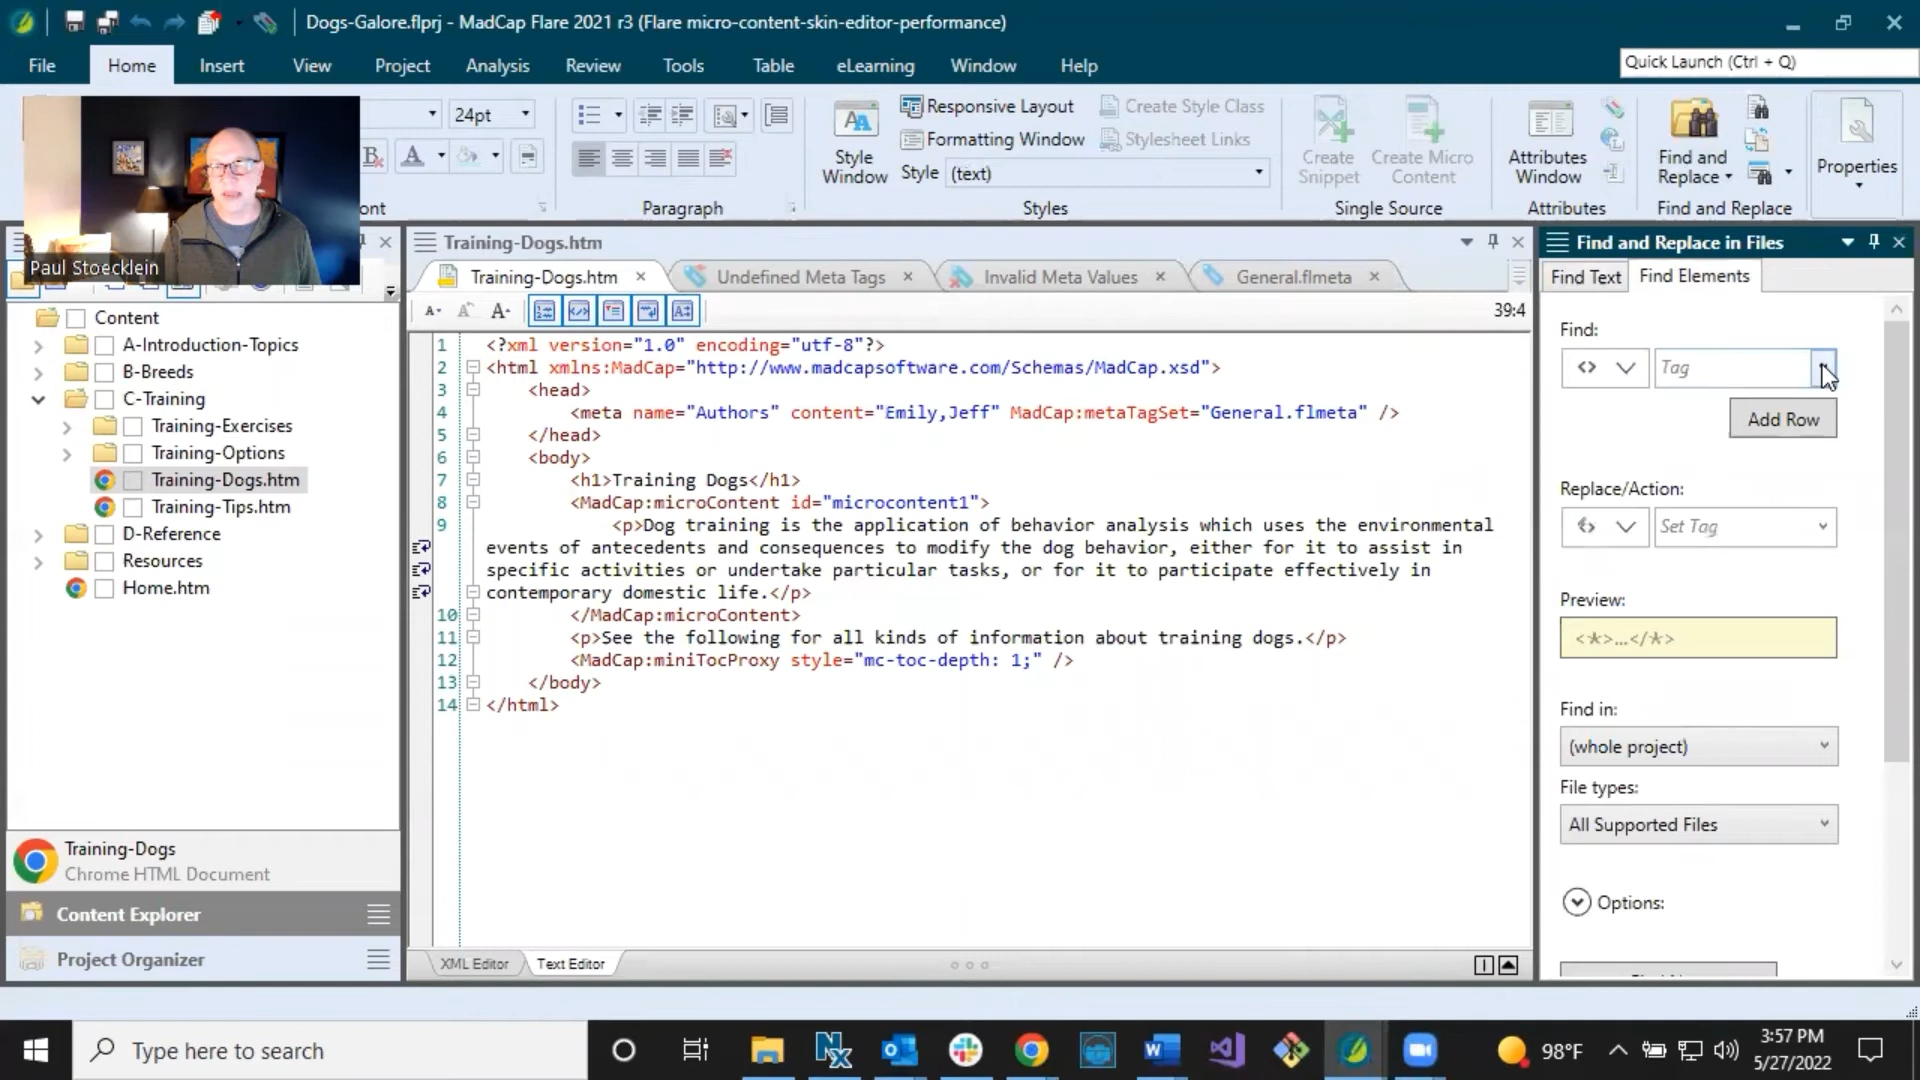 Dogs-Galore.flprj - MadCap Flare 2021 r3 (Flare micro-content-skin-editor-performance)
File Home Insert View Project Analysis Review Tools Table eLearning Window Help
Quick Launch (Ctrl + Q)
24pt
Responsive Layout
Create Style Class
Formatting Window
Stylesheet Links
Style Window
Style (text)
Create Snippet
Create Micro Content
Attributes Window
Find and Replace
Properties
ont
Paragraph
Styles
Single Source
Attributes
Find and Replace
Paul Stoecklein
Content
A-Introduction-Topics
B-Breeds
C-Training
Training-Exercises
Training-Options
Training-Dogs.htm
Training-Tips.htm
D-Reference
Resources
Home.htm
Training-Dogs
Chrome HTML Document
Content Explorer
Project Organizer
Training-Dogs.htm
Training-Dogs.htm
Undefined Meta Tags
Invalid Meta Values
General.flmeta
39:4
1 <?xml version="1.0" encoding="utf-8"?>
2 <html xmlns:MadCap="http://www.madcapsoftware.com/Schemas/MadCap.xsd">
3 <head>
4 <meta name="Authors" content="Emily,Jeff" MadCap:metaTagSet="General.flmeta" />
5 </head>
6 <body>
7 <h1>Training Dogs</h1>
8 <MadCap:microContent id="microcontent1">
9 <p>Dog training is the application of behavior analysis which uses the environmental
events of antecedents and consequences to modify the dog behavior, either for it to assist in
specific activities or undertake particular tasks, or for it to participate effectively in
contemporary domestic life.</p>
10 </MadCap:microContent>
11 <p>See the following for all kinds of information about training dogs.</p>
12 <MadCap:miniTocProxy style="mc-toc-depth: 1;" />
13 </body>
14 </html>
XML Editor
Text Editor
Find and Replace in Files
Find Text
Find Elements
Find:
<> Tag
Add Row
Replace/Action:
Set Tag
Preview:
<*>...</*>
Find in:
(whole project)
File types:
All Supported Files
Options:
Type here to search
98°F
3:57 PM
5/27/2022